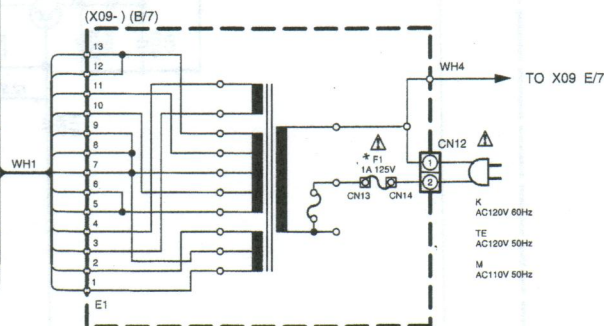 (X09- ) (B/7)
13
12
11
10
9
8
7
6
5
4
3
2
1
WH1
E1
WH4
TO X09 E/7
CN12
1
2
* F1
1A 125V
CN13
CN14
K
AC120V 60Hz
TE
AC120V 50Hz
M
AC110V 50Hz